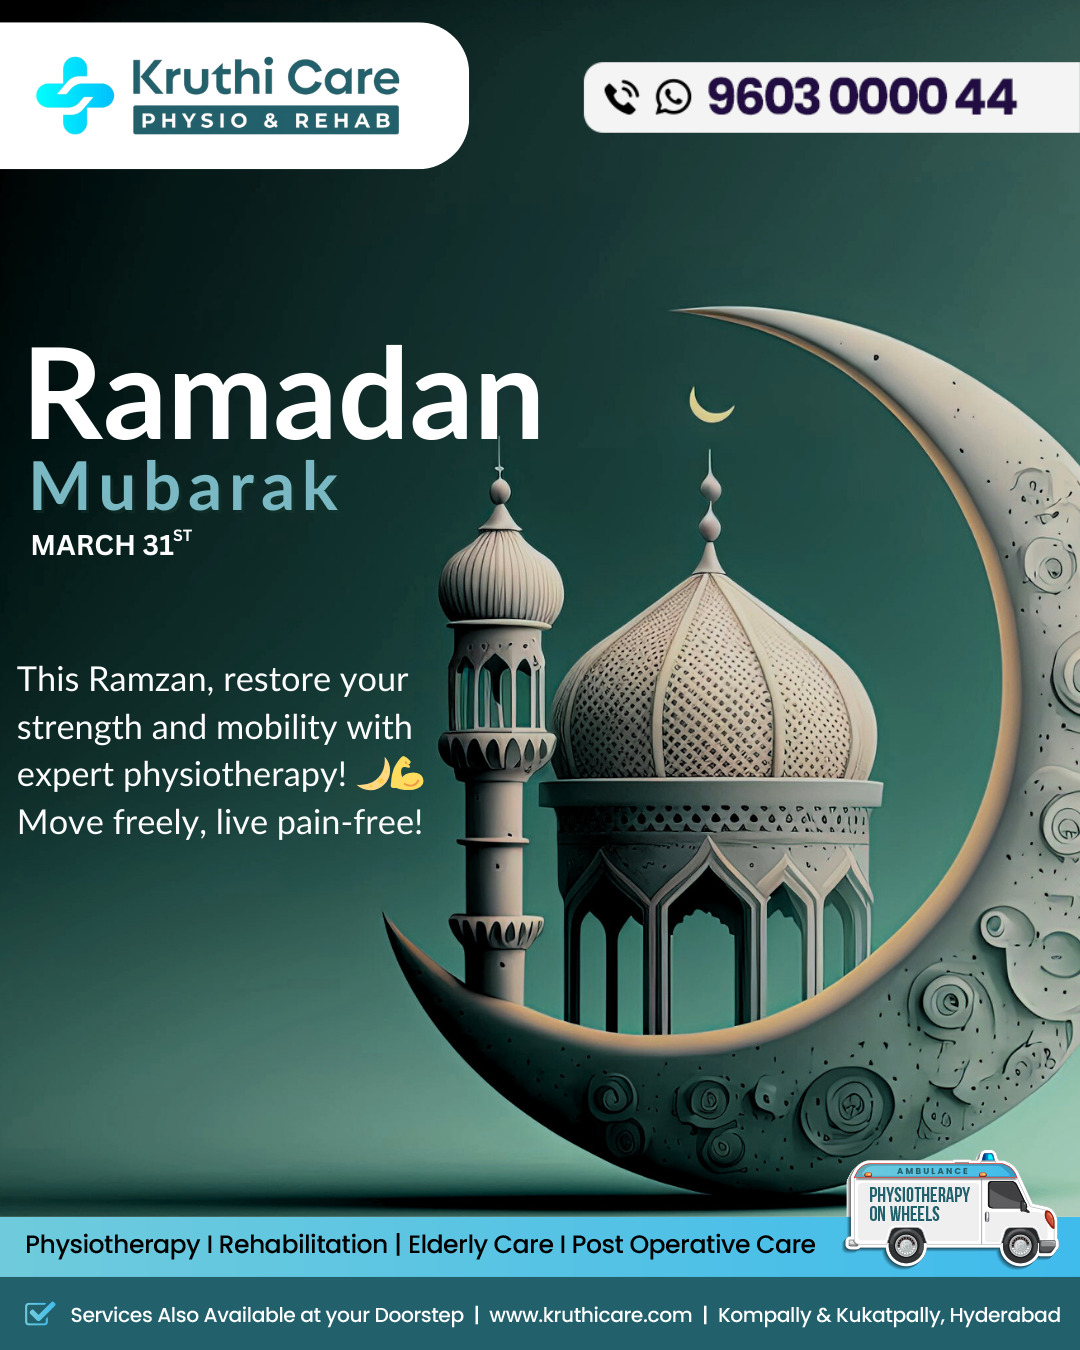 Kruthi Care
PHYSIO & REHAB
9603 0000 44
Ramadan
Mubarak
MARCH 31ST
This Ramzan, restore your
strength and mobility with
expert physiotherapy! 🌙💪
Move freely, live pain-free!
AMBULANCE
PHYSIOTHERAPY
ON WHEELS
Physiotherapy I Rehabilitation | Elderly Care I Post Operative Care
Services Also Available at your Doorstep | www.kruthicare.com | Kompally & Kukatpally, Hyderabad